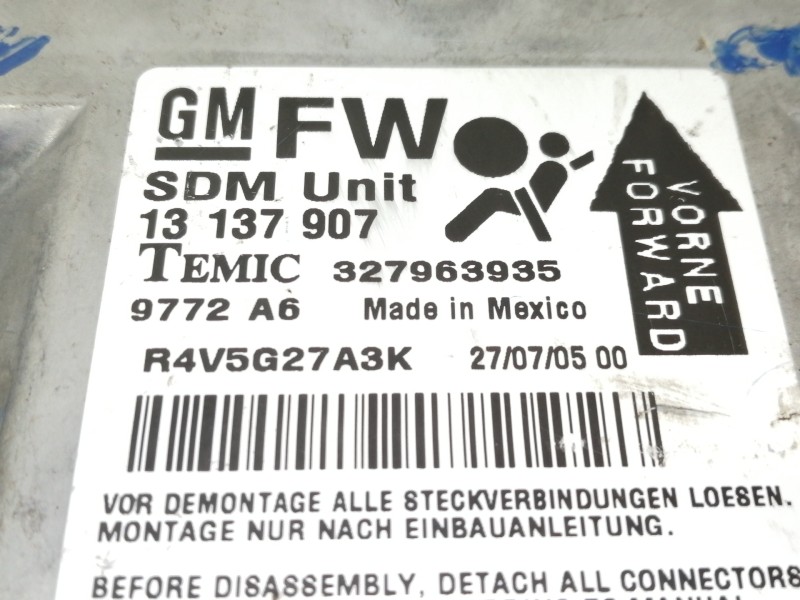 GM FW
SDM Unit
13 137 907
TEMIC 327963935
9772 A6 Made in Mexico
R4V5G27A3K 27/07/05 00
VORNE
FORWARD
VOR DEMONTAGE ALLE STECKVERBINDUNGEN LOESEN.
MONTAGE NUR NACH EINBAUANLEITUNG.
BEFORE DISASSEMBLY, DETACH ALL CONNECTORS